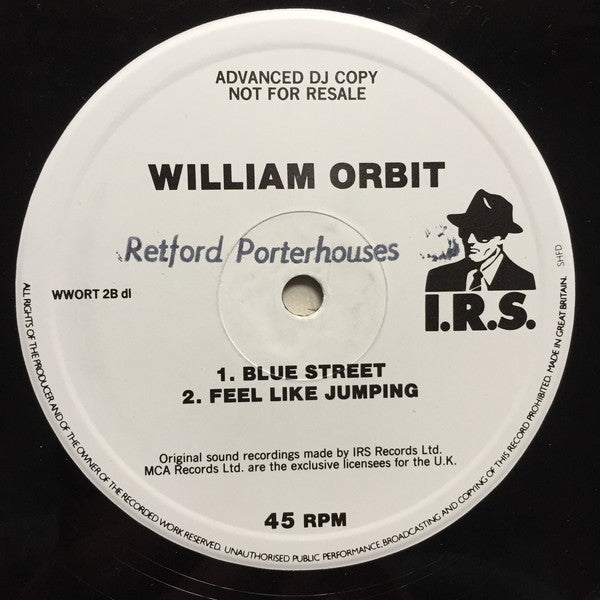 ADVANCED DJ COPY
NOT FOR RESALE
WILLIAM ORBIT
Retford Porterhouses
WWORT 2B dl
I.R.S.
SHFD
1. BLUE STREET
2. FEEL LIKE JUMPING
Original sound recordings made by IRS Records Ltd.
MCA Records Ltd. are the exclusive licensees for the U.K.
45 RPM
ALL RIGHTS OF THE PRODUCER AND OF THE OWNER OF THE RECORDED WORK RESERVED. UNAUTHORISED PUBLIC PERFORMANCE, BROADCASTING AND COPYING OF THIS RECORD PROHIBITED. MADE IN GREAT BRITAIN.